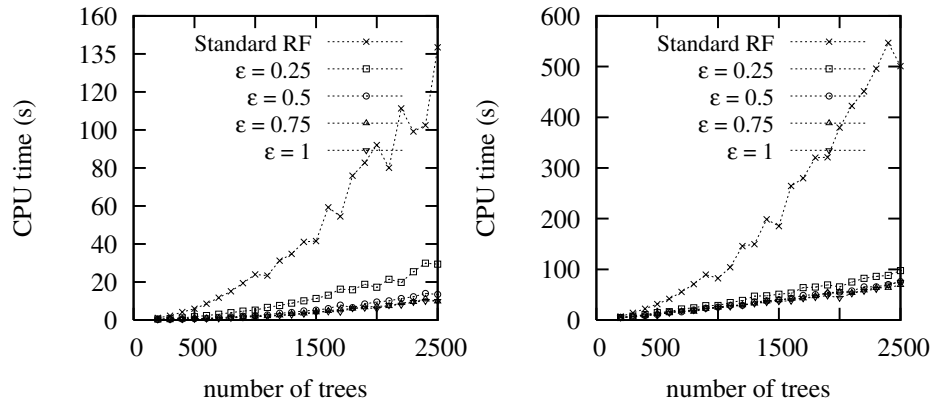 160
135
120
100
80
60
40
20
0
CPU time (s)
Standard RF
ε = 0.25
ε = 0.5
ε = 0.75
ε = 1
0 500 1500 2500
number of trees
600
500
400
300
200
100
0
CPU time (s)
Standard RF
ε = 0.25
ε = 0.5
ε = 0.75
ε = 1
0 500 1500 2500
number of trees